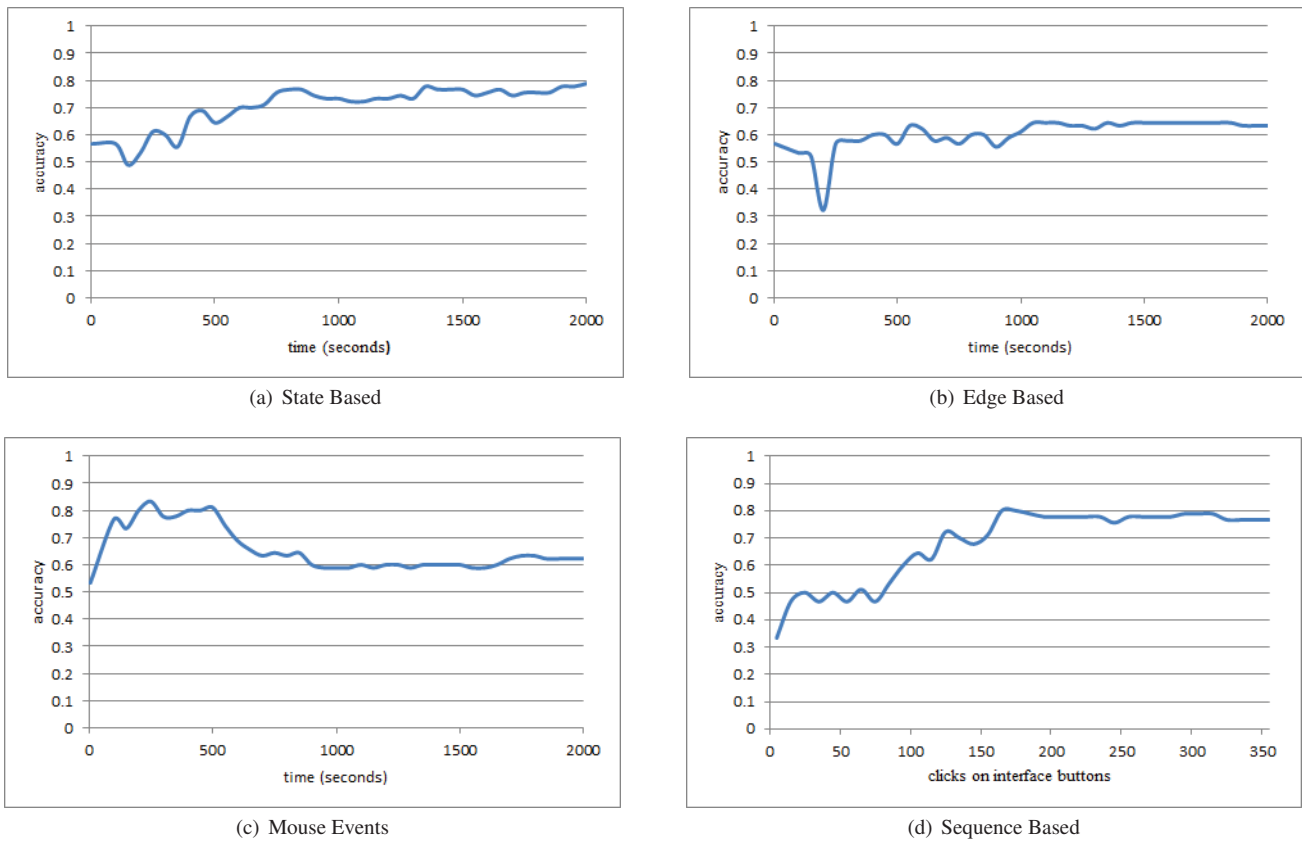 1
0.9
0.8
0.7
0.6
0.5
0.4
0.3
0.2
0.1
0
accuracy
0 500 1000 1500 2000
time (seconds)
(a) State Based
1
0.9
0.8
0.7
0.6
0.5
0.4
0.3
0.2
0.1
0
accuracy
0 500 1000 1500 2000
time (seconds)
(b) Edge Based
1
0.9
0.8
0.7
0.6
0.5
0.4
0.3
0.2
0.1
0
accuracy
0 500 1000 1500 2000
time (seconds)
(c) Mouse Events
1
0.9
0.8
0.7
0.6
0.5
0.4
0.3
0.2
0.1
0
accuracy
0 50 100 150 200 250 300 350
clicks on interface buttons
(d) Sequence Based